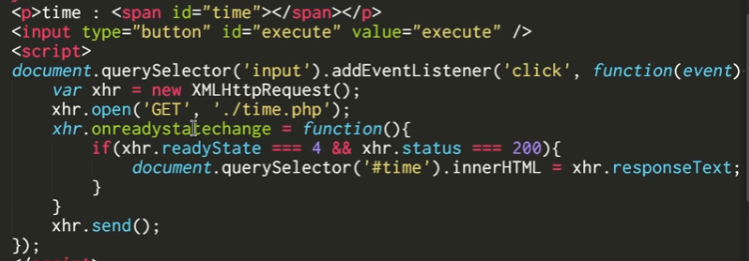 <p>time : <span id="time"></span></p>
<input type="button" id="execute" value="execute" />
<script>
document.querySelector('input').addEventListener('click', function(event)
    var xhr = new XMLHttpRequest();
    xhr.open('GET', './time.php');
    xhr.onreadystatechange = function(){
        if(xhr.readyState === 4 && xhr.status === 200){
            document.querySelector('#time').innerHTML = xhr.responseText;
        }
    }
    xhr.send();
});
</script>